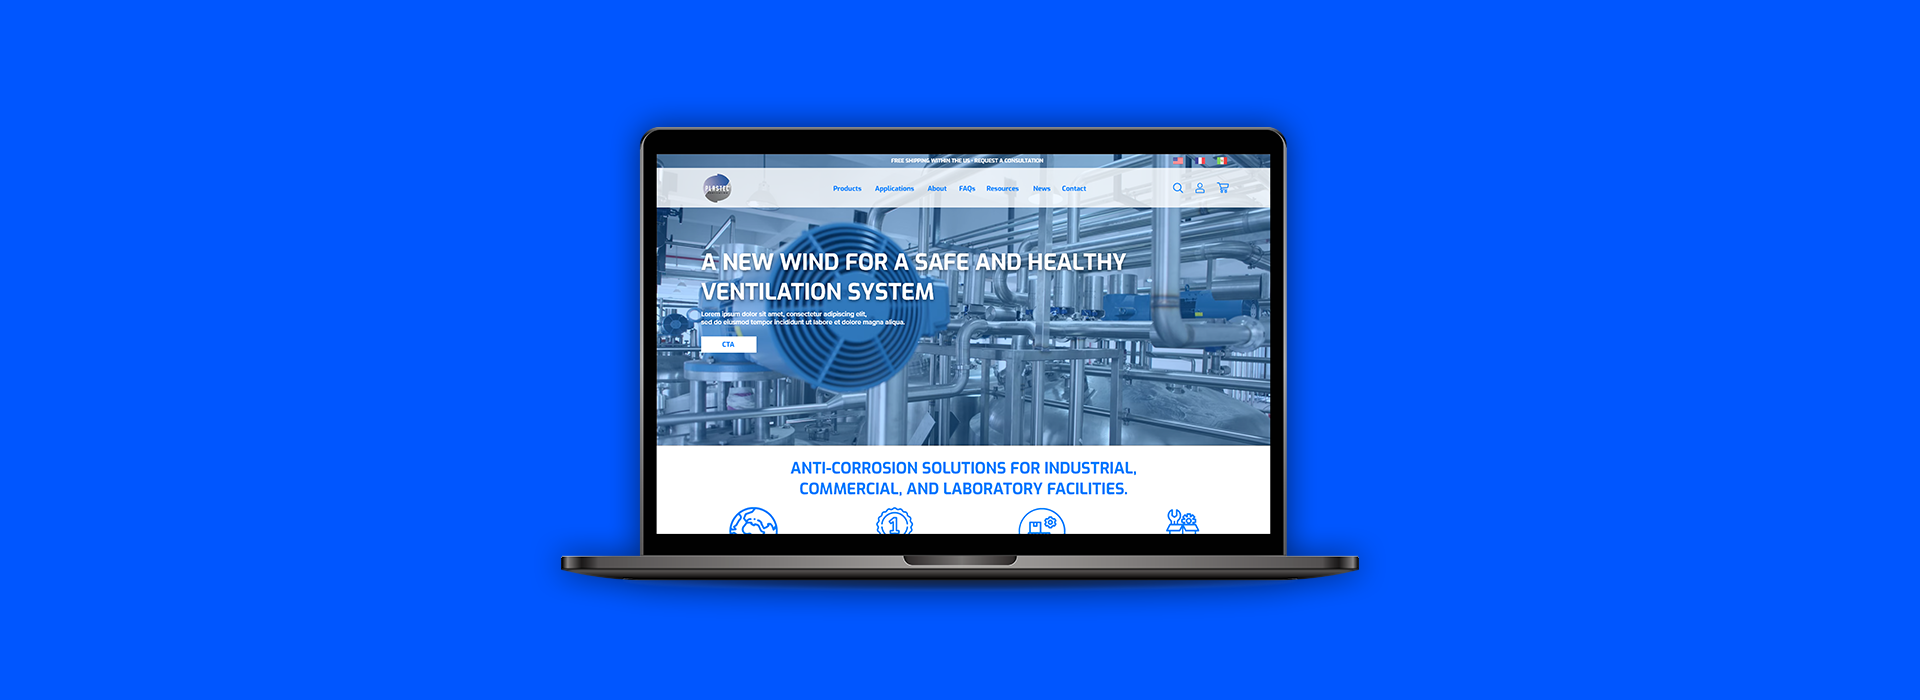 FREE SHIPPING WITHIN THE US - REQUEST A CONSULTATION
PLASTEC
Products Applications About FAQs Resources News Contact
A NEW WIND FOR A SAFE AND HEALTHY
VENTILATION SYSTEM
Lorem ipsum dolor sit amet, consectetur adipiscing elit,
sed do eiusmod tempor incididunt ut labore et dolore magna aliqua.
CTA
ANTI-CORROSION SOLUTIONS FOR INDUSTRIAL,
COMMERCIAL, AND LABORATORY FACILITIES.
1